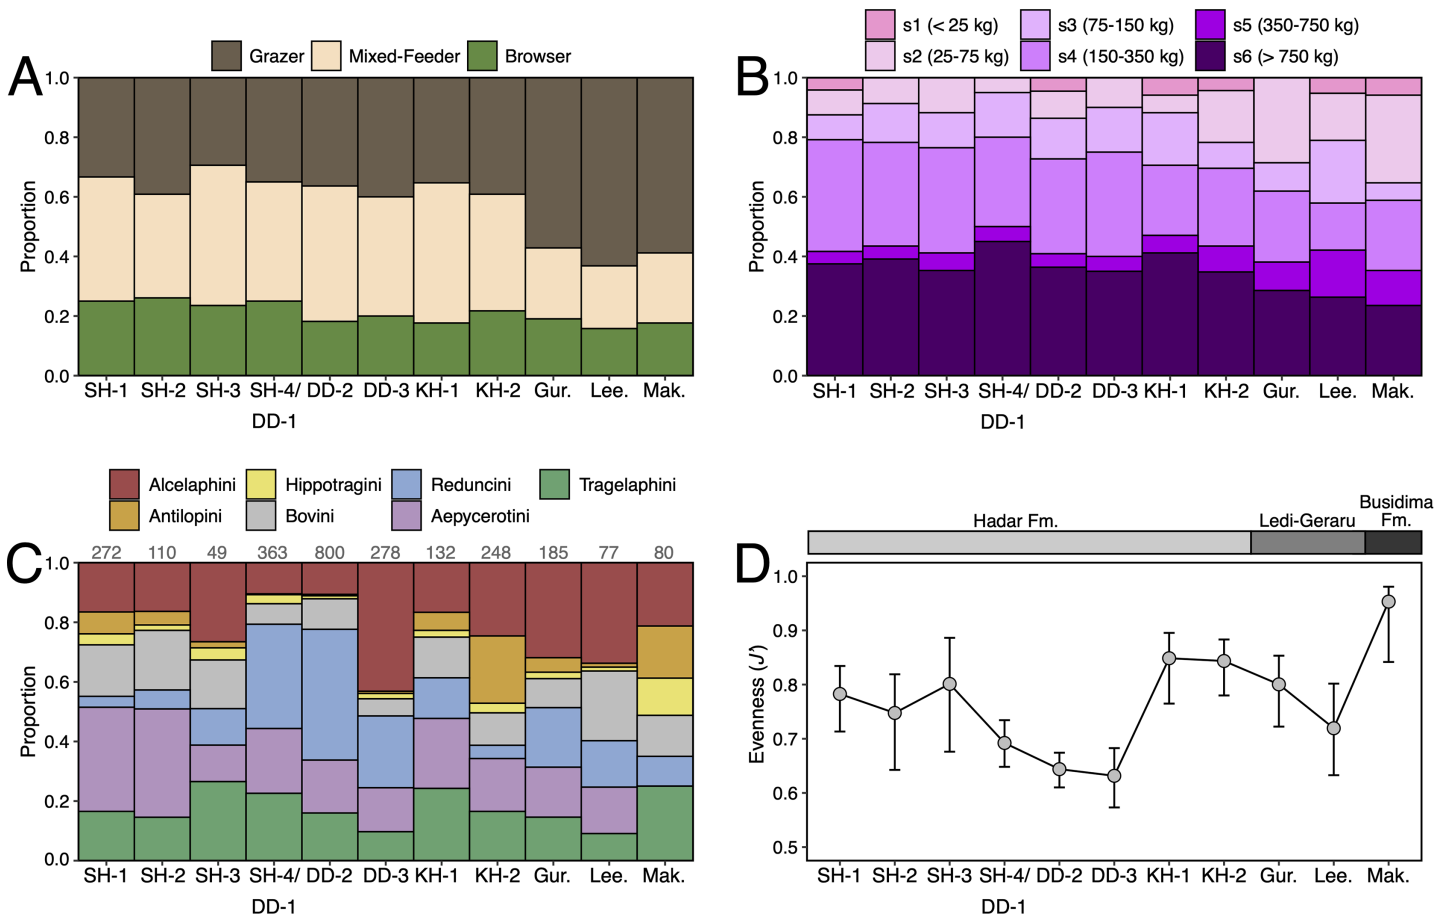 A
Grazer Mixed-Feeder Browser
Proportion
1.0
0.8
0.6
0.4
0.2
0.0
SH-1 SH-2 SH-3 SH-4/ DD-2 DD-3 KH-1 KH-2 Gur. Lee. Mak.
DD-1
B
s1 (< 25 kg) s3 (75-150 kg) s5 (350-750 kg)
s2 (25-75 kg) s4 (150-350 kg) s6 (> 750 kg)
Proportion
1.0
0.8
0.6
0.4
0.2
0.0
SH-1 SH-2 SH-3 SH-4/ DD-2 DD-3 KH-1 KH-2 Gur. Lee. Mak.
DD-1
C
Alcelaphini Hippotragini Reduncini Tragelaphini
Antilopini Bovini Aepycerotini
272 110 49 363 800 278 132 248 185 77 80
Proportion
1.0
0.8
0.6
0.4
0.2
0.0
SH-1 SH-2 SH-3 SH-4/ DD-2 DD-3 KH-1 KH-2 Gur. Lee. Mak.
DD-1
D
Busidima
Hadar Fm. Ledi-Geraru Fm.
Evenness (J')
1.0
0.9
0.8
0.7
0.6
0.5
SH-1 SH-2 SH-3 SH-4/ DD-2 DD-3 KH-1 KH-2 Gur. Lee. Mak.
DD-1